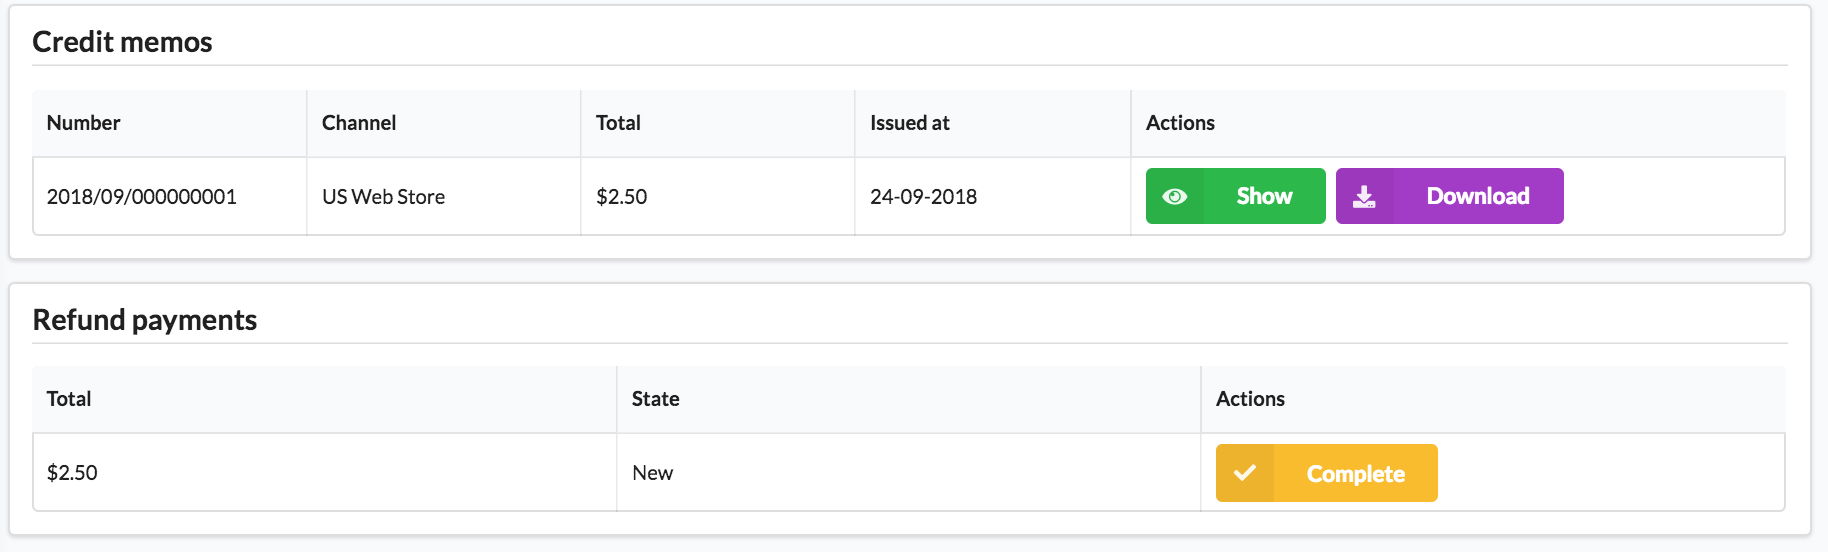 Credit memos
Number Channel Total Issued at Actions
2018/09/000000001 US Web Store $2.50 24-09-2018 Show Download
Refund payments
Total State Actions
$2.50 New Complete